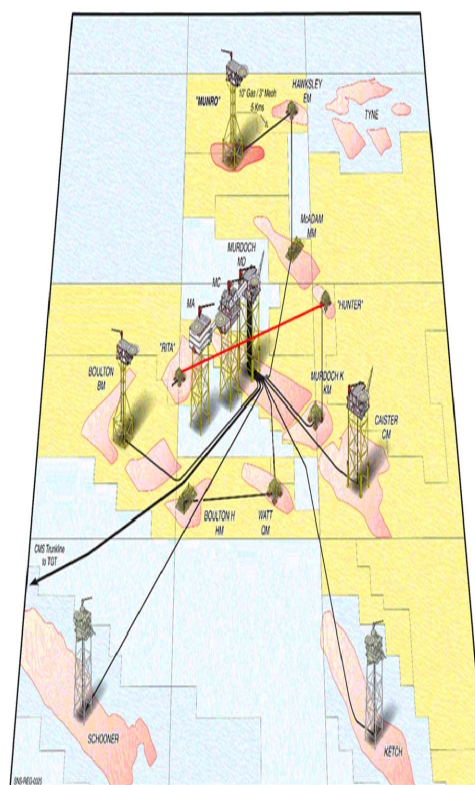 "MUNRO"
10" Gas / 3" Meoh
5 Kms
HAWKSLEY
EM
TYNE
McADAM
MM
MURDOCH
MD
MC
MA
"HUNTER"
"RITA"
BOULTON
BM
MURDOCH K
KM
CAISTER
CM
BOULTON H
HM
WATT
QM
CMS Trunkline
to TGT
SCHOONER
KETCH
SNS-REG-0025